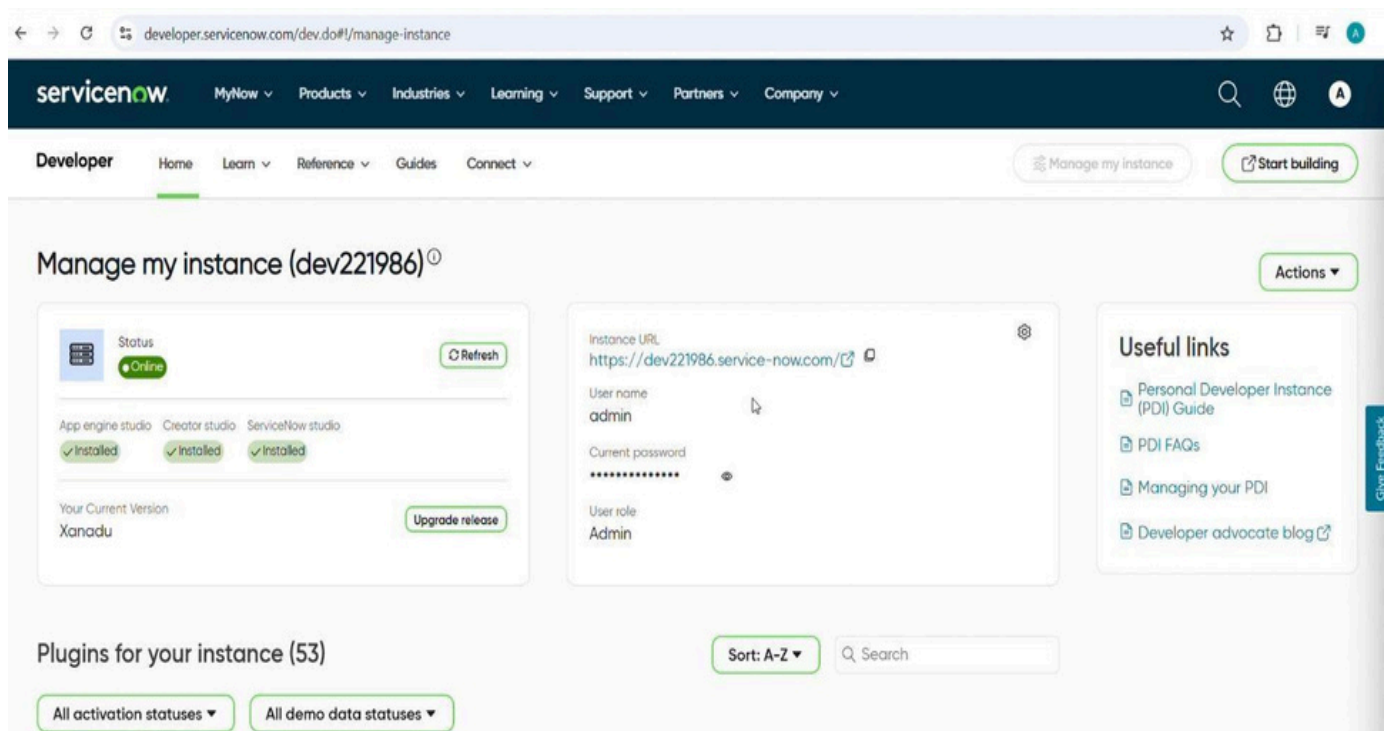 developer.servicenow.com/dev.do#!/manage-instance
A
servicenow.
MyNow Products Industries Learning Support Partners Company
A
Developer Home Learn Reference Guides Connect Manage my instance Start building
Manage my instance (dev221986)
Actions
Status
Online
Refresh
App engine studio Creator studio ServiceNow studio
Installed Installed Installed
Your Current Version
Xanadu
Upgrade release
Instance URL
https://dev221986.service-now.com/
User name
admin
Current password
**************
User role
Admin
Useful links
Personal Developer Instance
(PDI) Guide
PDI FAQs
Managing your PDI
Developer advocate blog
Give Feedback
Plugins for your instance (53)
Sort: A-Z
Search
All activation statuses All demo data statuses